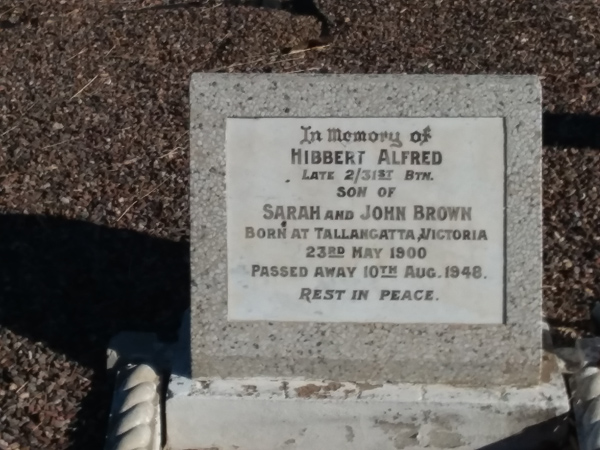 In Memory of
HIBBERT ALFRED
LATE 2/31ST BTN.
SON OF
SARAH AND JOHN BROWN
BORN AT TALLANGATTA, VICTORIA
23RD MAY 1900
PASSED AWAY 10TH AUG. 1948.
REST IN PEACE.